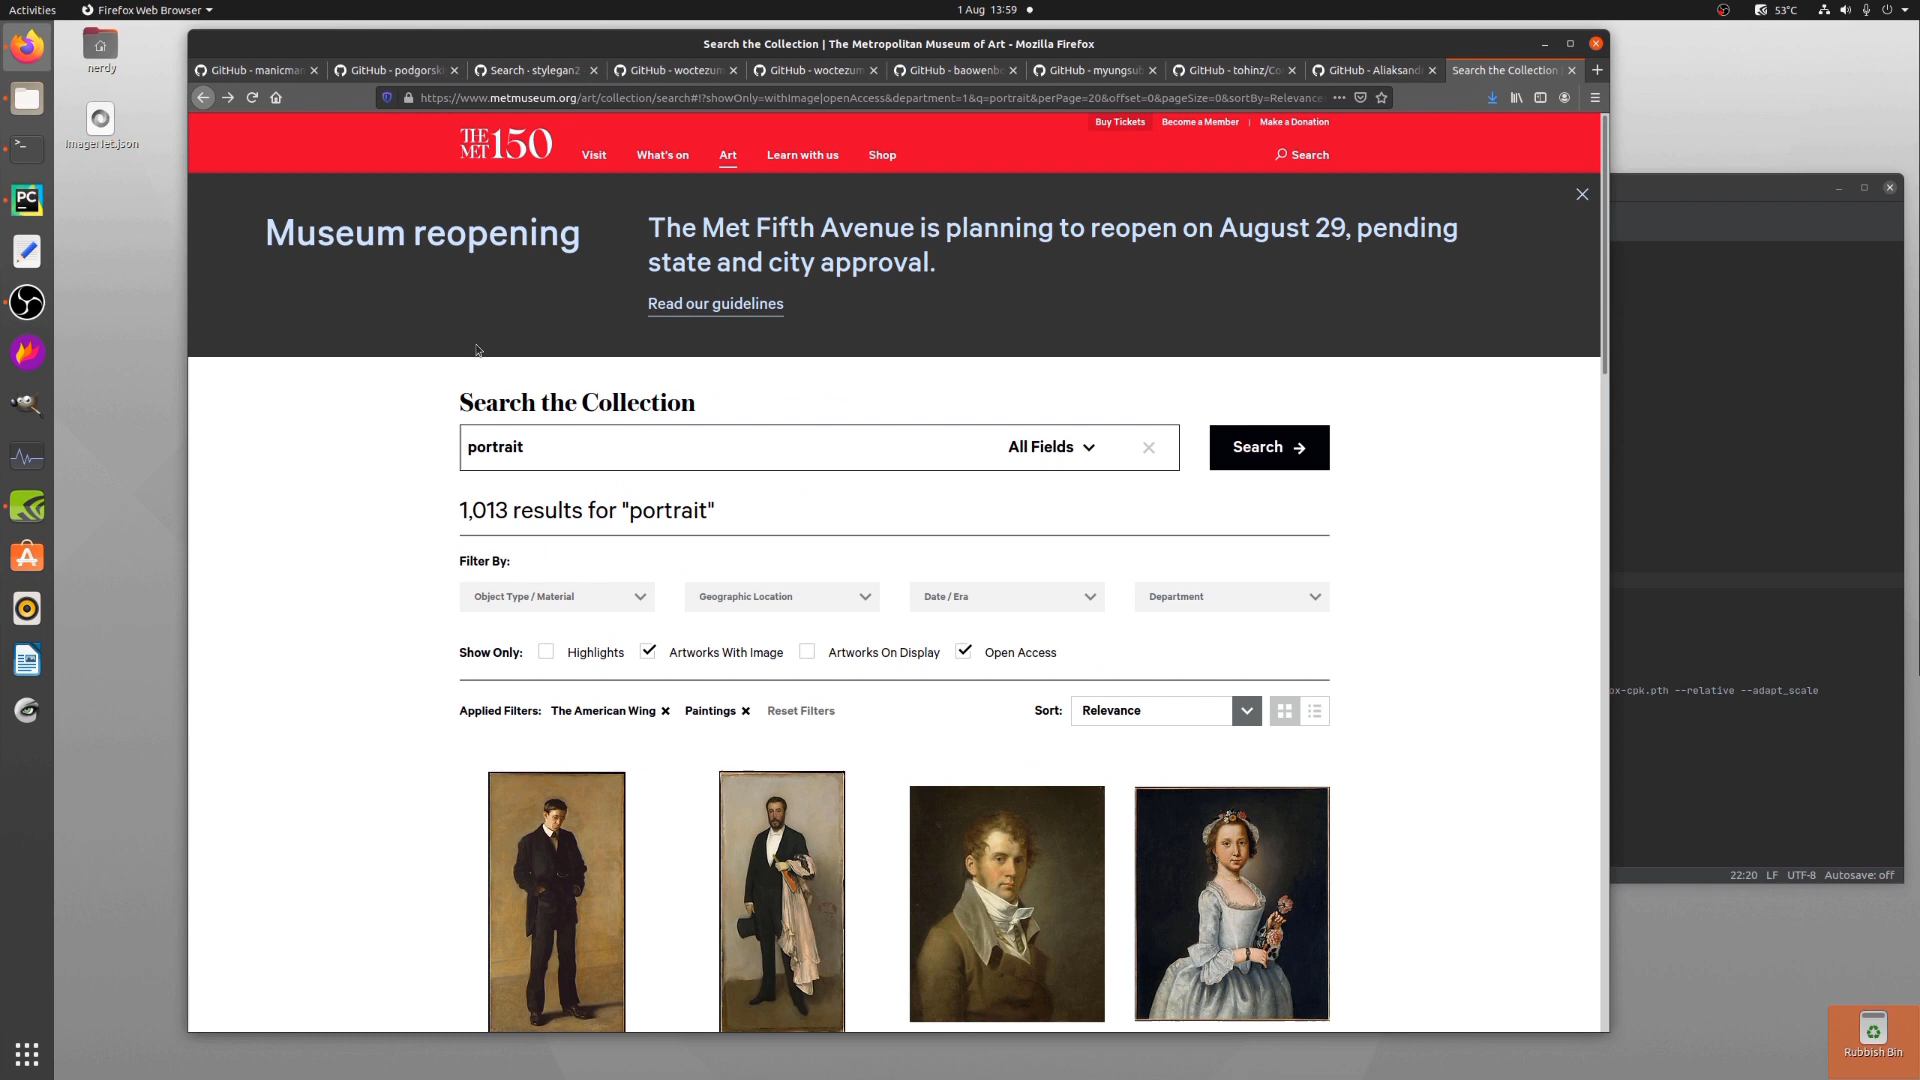 Activities
Firefox Web Browser
1 Aug 13:59
53°C
nerdy
ImageNet.json
Search the Collection | The Metropolitan Museum of Art - Mozilla Firefox
GitHub - manicman
GitHub - podgorski
Search · stylegan2
GitHub - woctezum
GitHub - woctezum
GitHub - baowenbo
GitHub - myungsub
GitHub - tohinz/Co
GitHub - Aliaksand
Search the Collection |
https://www.metmuseum.org/art/collection/search#!?showOnly=withImage|openAccess&department=1&q=portrait&perPage=20&offset=0&pageSize=0&sortBy=Relevance
Buy Tickets
Become a Member
|
Make a Donation
THE MET 150
Visit
What's on
Art
Learn with us
Shop
Search
Museum reopening
The Met Fifth Avenue is planning to reopen on August 29, pending
state and city approval.
Read our guidelines
Search the Collection
portrait
All Fields
Search
1,013 results for "portrait"
Filter By:
Object Type / Material
Geographic Location
Date / Era
Department
Show Only:
Highlights
Artworks With Image
Artworks On Display
Open Access
Applied Filters:
The American Wing
Paintings
Reset Filters
Sort:
Relevance
ox-cpk.pth --relative --adapt_scale
22:20 LF UTF-8 Autosave: off
Rubbish Bin